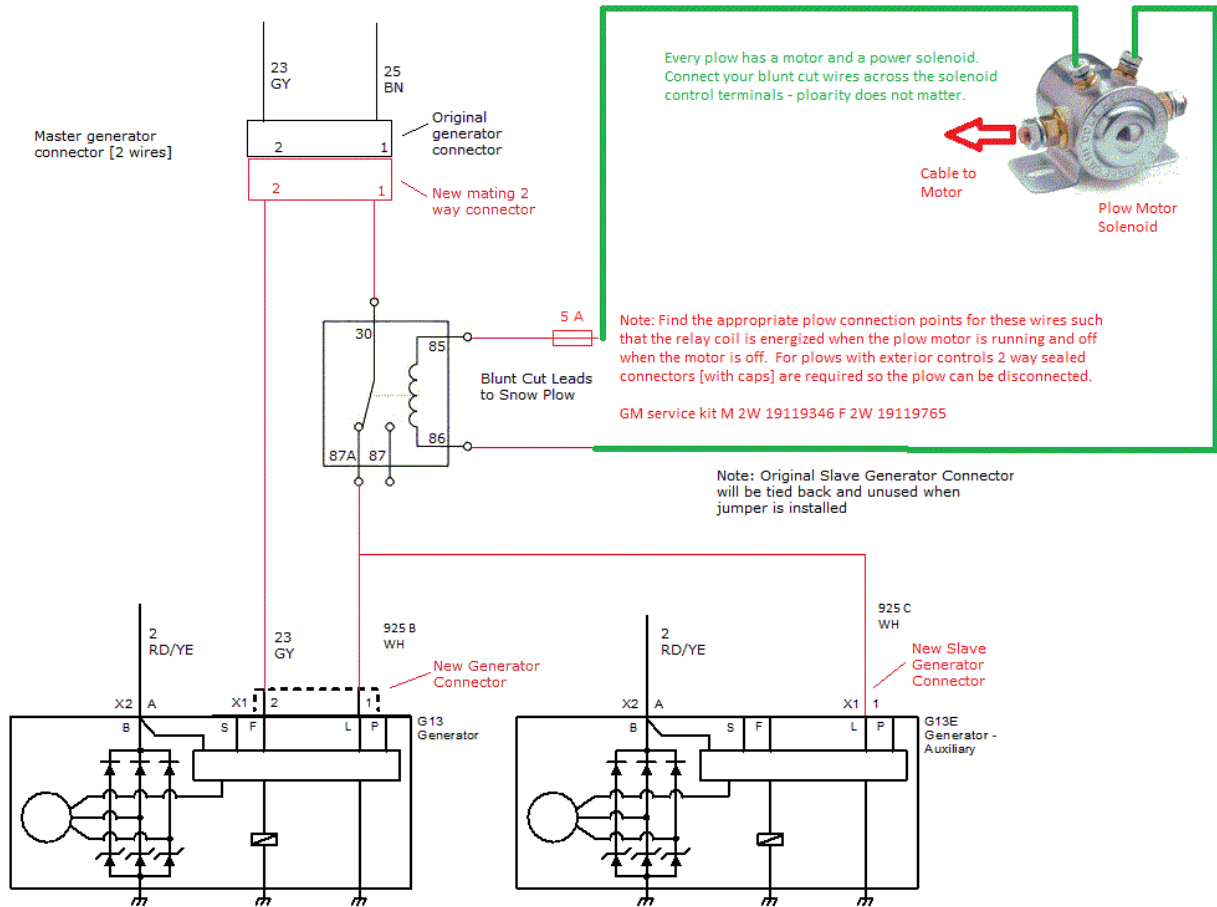 Every plow has a motor and a power solenoid.
Connect your blunt cut wires across the solenoid
control terminals - ploarity does not matter.
23
GY
25
BN
Master generator
connector [2 wires]
Original
generator
connector
2
1
2
1
New mating 2
way connector
Cable to
Motor
Plow Motor
Solenoid
30
85
86
87A
87
5 A
Blunt Cut Leads
to Snow Plow
Note: Find the appropriate plow connection points for these wires such
that the relay coil is energized when the plow motor is running and off
when the motor is off. For plows with exterior controls 2 way sealed
connectors [with caps] are required so the plow can be disconnected.
GM service kit M 2W 19119346 F 2W 19119765
Note: Original Slave Generator Connector
will be tied back and unused when
jumper is installed
2
RD/YE
23
GY
925 B
WH
New Generator
Connector
X2
A
X1
2
1
B
S
F
L
P
G13
Generator
2
RD/YE
925 C
WH
New Slave
Generator
Connector
X2
A
X1
1
B
S
F
L
P
G13E
Generator -
Auxiliary